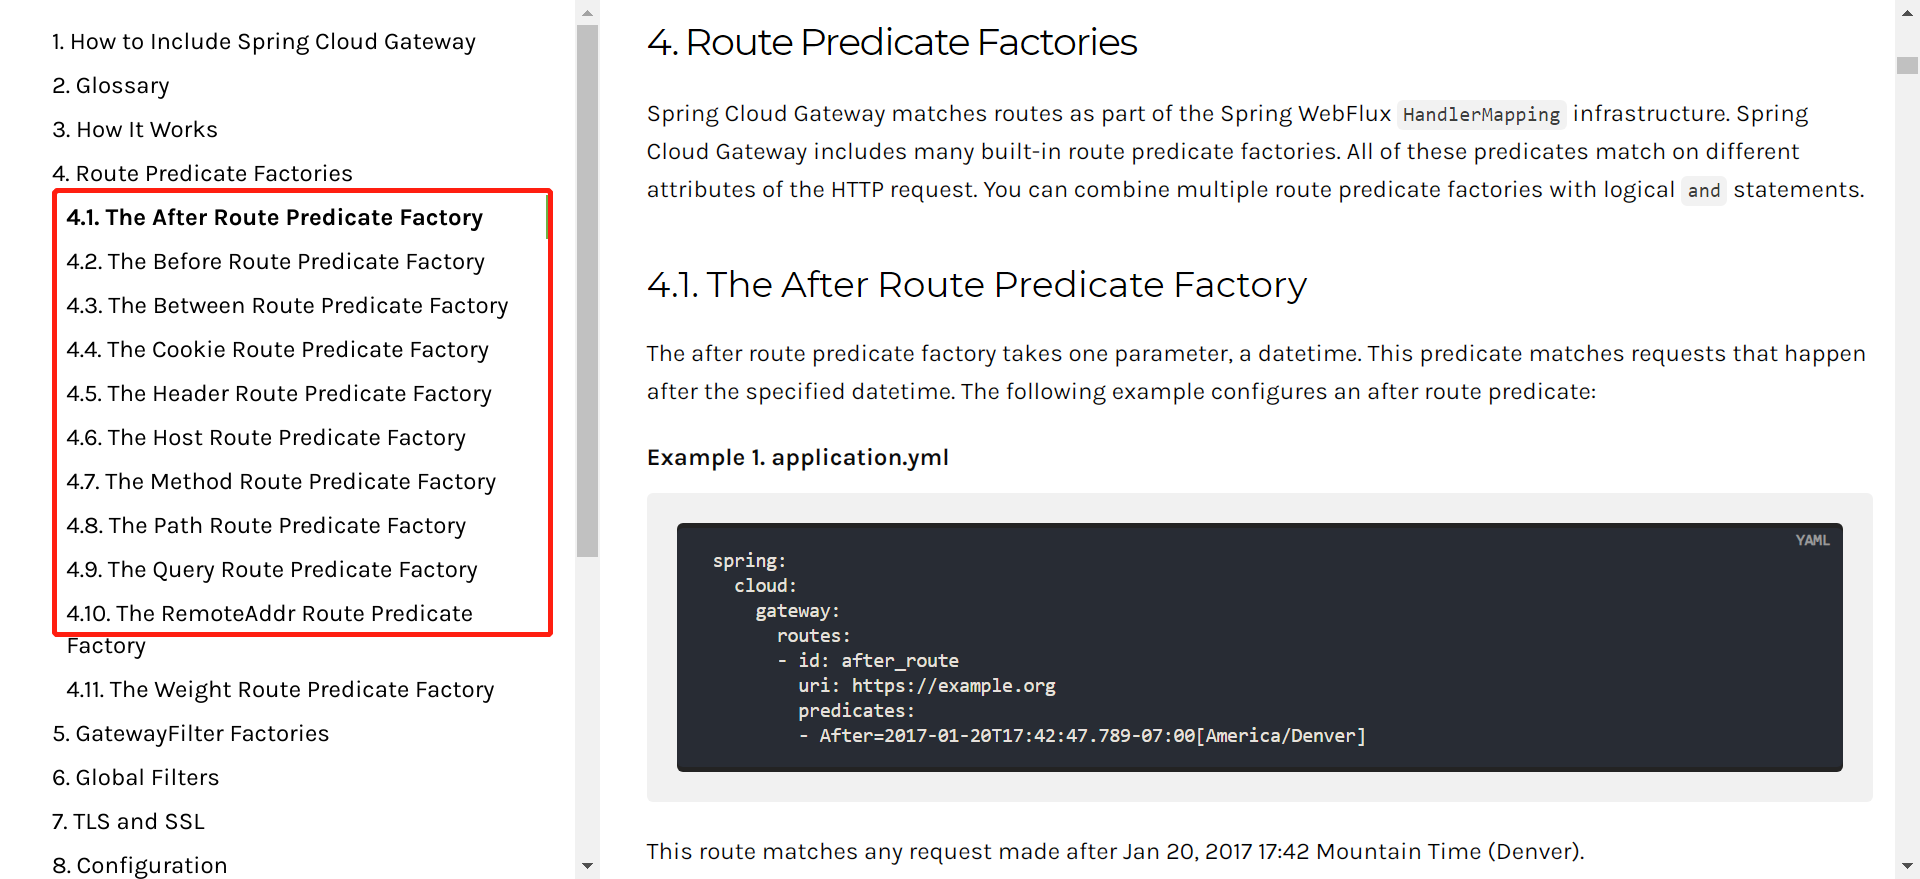 1. How to Include Spring Cloud Gateway
2. Glossary
3. How It Works
4. Route Predicate Factories
4.1. The After Route Predicate Factory
4.2. The Before Route Predicate Factory
4.3. The Between Route Predicate Factory
4.4. The Cookie Route Predicate Factory
4.5. The Header Route Predicate Factory
4.6. The Host Route Predicate Factory
4.7. The Method Route Predicate Factory
4.8. The Path Route Predicate Factory
4.9. The Query Route Predicate Factory
4.10. The RemoteAddr Route Predicate
Factory
4.11. The Weight Route Predicate Factory
5. GatewayFilter Factories
6. Global Filters
7. TLS and SSL
8. Configuration
4. Route Predicate Factories
Spring Cloud Gateway matches routes as part of the Spring WebFlux HandlerMapping infrastructure. Spring
Cloud Gateway includes many built-in route predicate factories. All of these predicates match on different
attributes of the HTTP request. You can combine multiple route predicate factories with logical and statements.
4.1. The After Route Predicate Factory
The after route predicate factory takes one parameter, a datetime. This predicate matches requests that happen
after the specified datetime. The following example configures an after route predicate:
Example 1. application.yml
YAML
spring:
  cloud:
    gateway:
      routes:
      - id: after_route
        uri: https://example.org
        predicates:
        - After=2017-01-20T17:42:47.789-07:00[America/Denver]
This route matches any request made after Jan 20, 2017 17:42 Mountain Time (Denver).